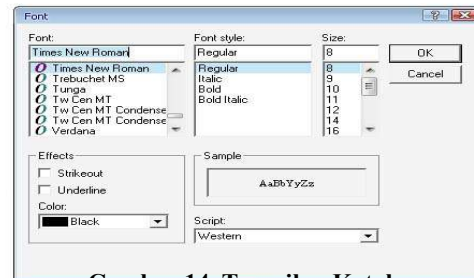 Font
Font:
Times New Roman
Times New Roman
Trebuchet MS
Tunga
Tw Cen MT
Tw Cen MT Condense
Tw Cen MT Condense
Verdana
Font style:
Regular
Regular
Italic
Bold
Bold Italic
Size:
8
8
9
10
11
12
14
16
OK
Cancel
Effects
Strikeout
Underline
Color:
Black
Sample
AaBbYyZz
Script:
Western